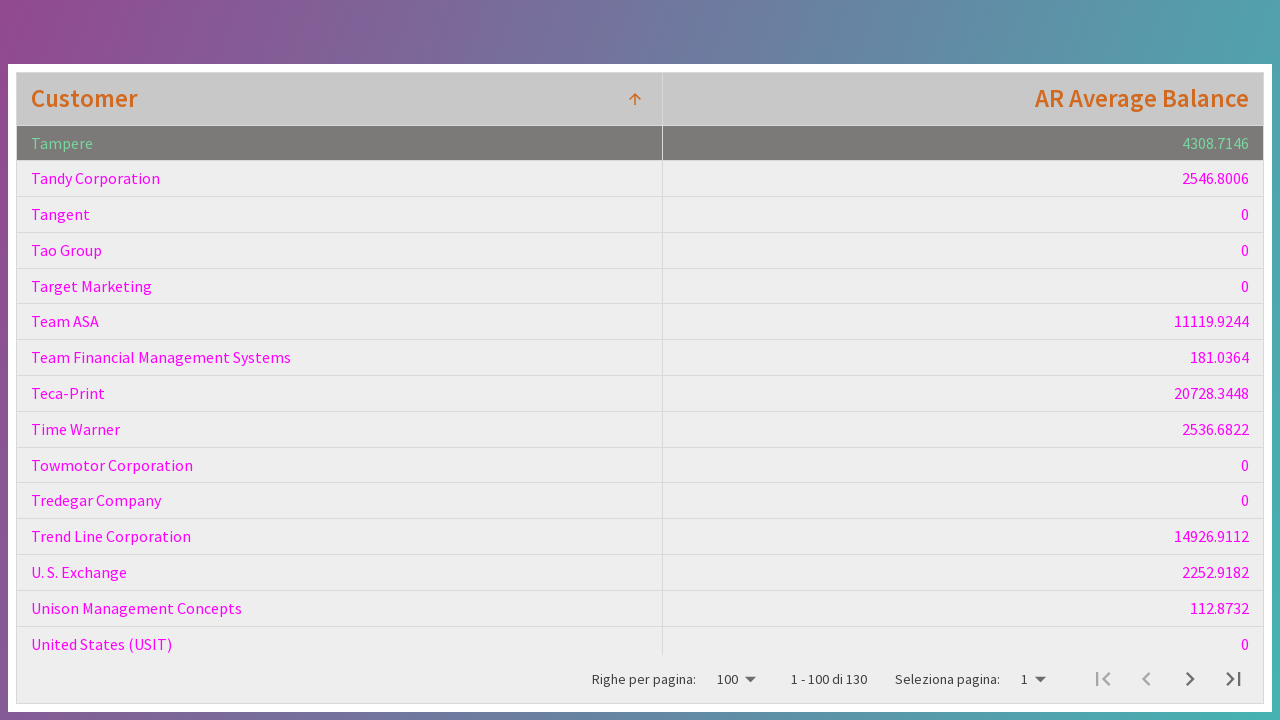 Customer AR Average Balance
Tampere 4308.7146
Tandy Corporation 2546.8006
Tangent 0
Tao Group 0
Target Marketing 0
Team ASA 11119.9244
Team Financial Management Systems 181.0364
Teca-Print 20728.3448
Time Warner 2536.6822
Towmotor Corporation 0
Tredegar Company 0
Trend Line Corporation 14926.9112
U. S. Exchange 2252.9182
Unison Management Concepts 112.8732
United States (USIT) 0
Righe per pagina: 100 1 - 100 di 130 Seleziona pagina: 1